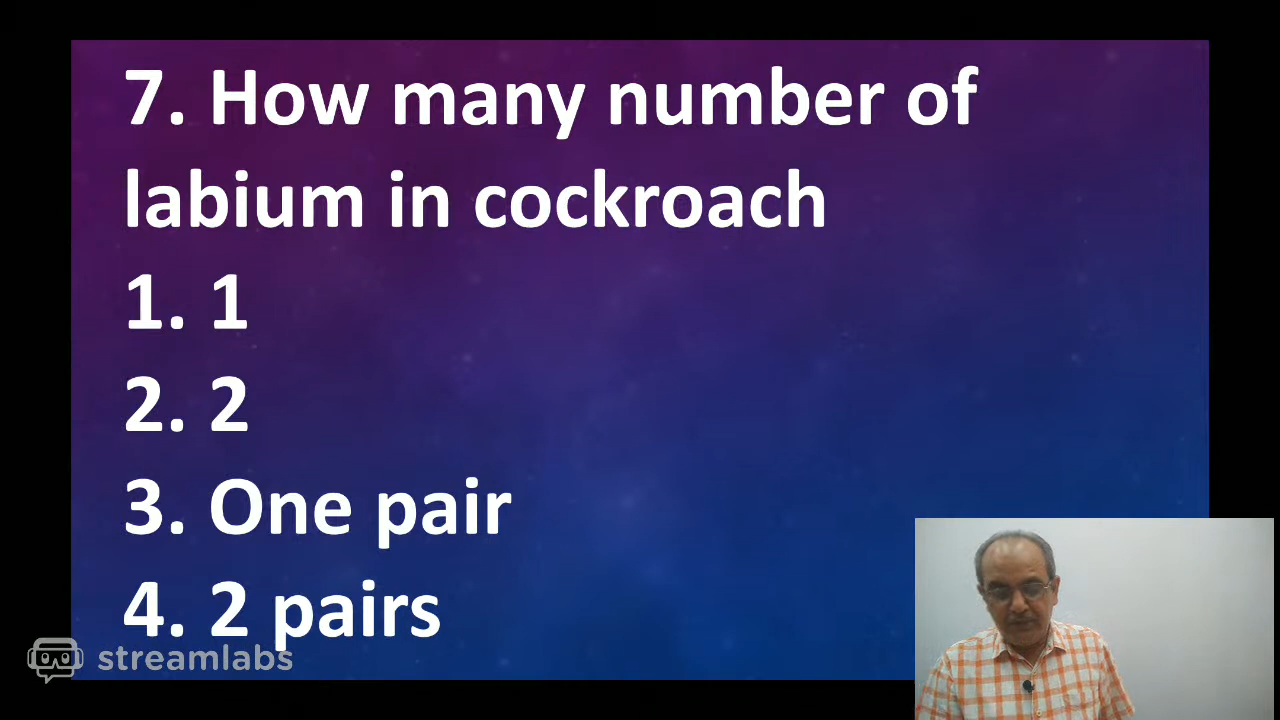 7. How many number of
labium in cockroach
1. 1
2. 2
3. One pair
4. 2 pairs
streamlabs